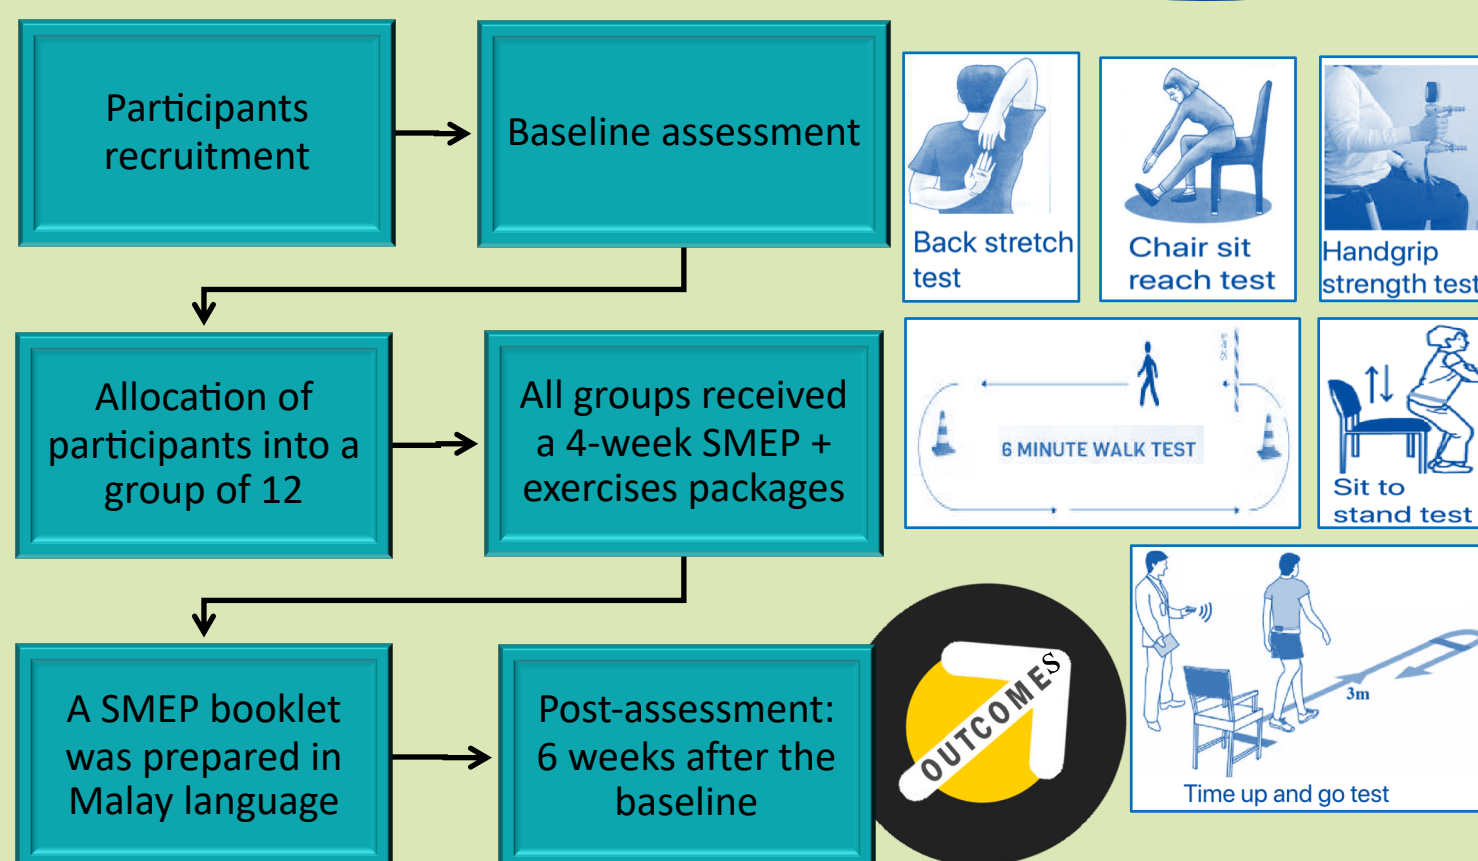 Participants
recruitment
Baseline assessment
Allocation of
participants into a
group of 12
All groups received
a 4-week SMEP +
exercises packages
A SMEP booklet
was prepared in
Malay language
Post-assessment:
6 weeks after the
baseline
Back stretch
test
Chair sit
reach test
Handgrip
strength test
Start
6 MINUTE WALK TEST
Sit to
stand test
OUTCOMES
3m
Time up and go test